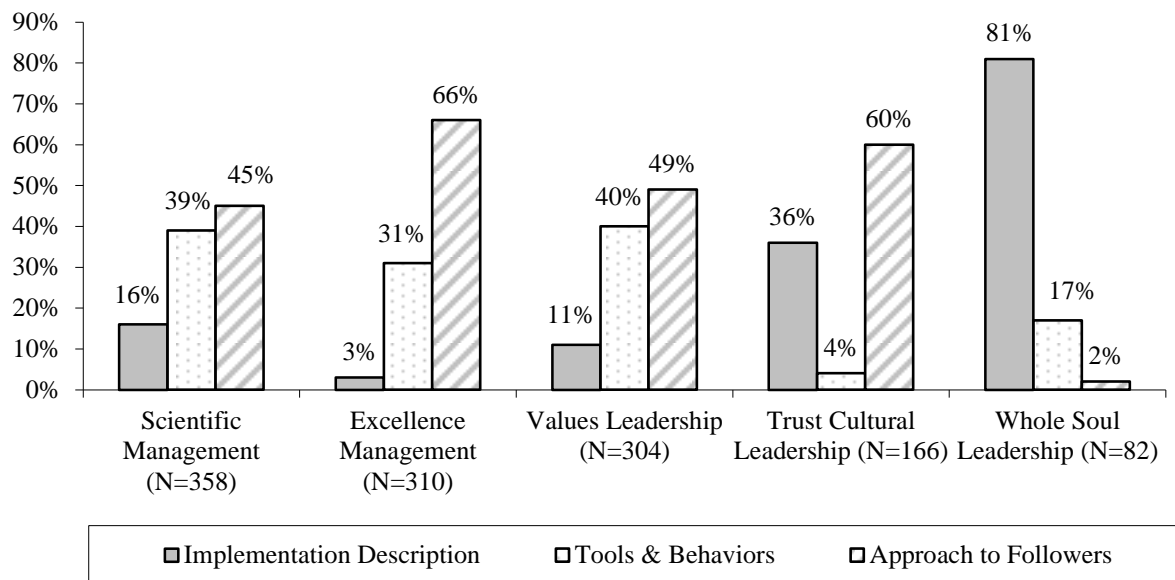 90%
80%
70%
60%
50%
40%
30%
20%
10%
0%
16%
39%
45%
3%
31%
66%
11%
40%
49%
36%
4%
60%
81%
17%
2%
Scientific
Management
(N=358)
Excellence
Management
(N=310)
Values Leadership
(N=304)
Trust Cultural
Leadership (N=166)
Whole Soul
Leadership (N=82)
Implementation Description
Tools & Behaviors
Approach to Followers